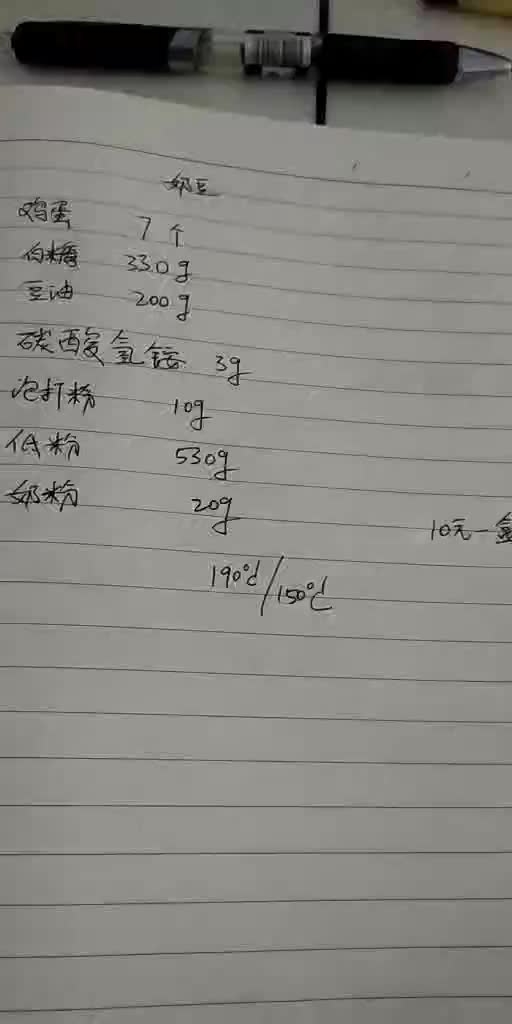 奶豆
鸡蛋 7个
白糖 330g
豆油 200g
碳酸氢铵 3g
泡打粉 10g
低粉 530g
奶粉 20g
10元一盒
190℃/150℃